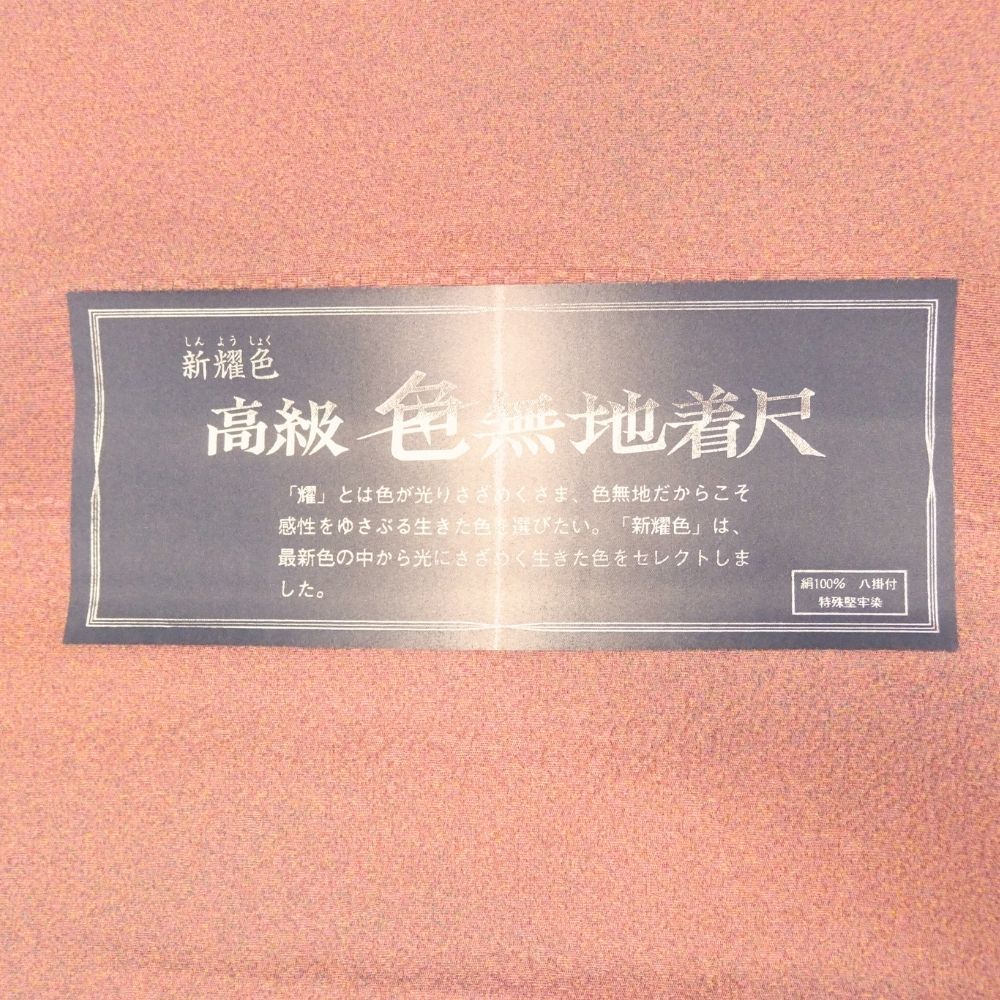 しんようしょく
新耀色
高級 色無地着尺
「耀」とは色が光りさざめくさま、色無地だからこそ
感性をゆさぶる生きた色を選びたい。「新耀色」は、
最新色の中から光にさざめく生きた色をセレクトしま
した。
絹100% 八掛付
特殊堅牢染